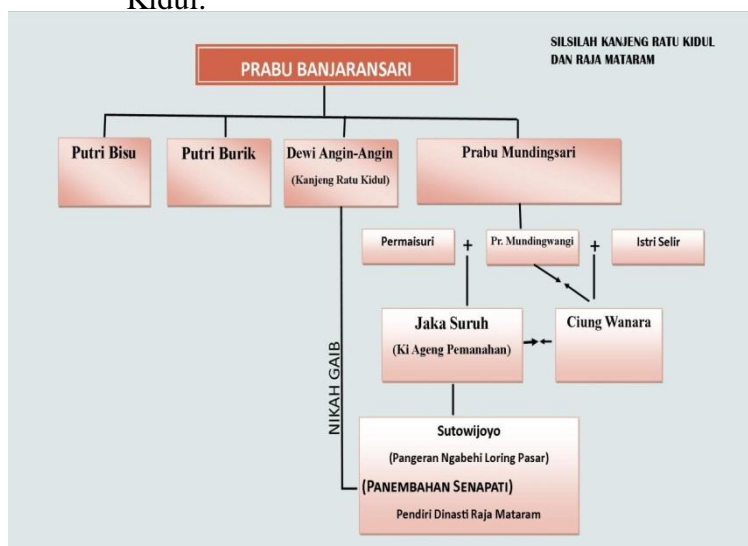 Kidul.
SILSILAH KANJENG RATU KIDUL
DAN RAJA MATARAM
PRABU BANJARANSARI
Putri Bisu
Putri Burik
Dewi Angin-Angin
(Kanjeng Ratu Kidul)
Prabu Mundingsari
Permaisuri
+
Pr. Mundingwangi
+
Istri Selir
Jaka Suruh
(Ki Ageng Pemanahan)
Ciung Wanara
NIKAH GAIB
Sutowijoyo
(Pangeran Ngabehi Loring Pasar)
(PANEMBAHAN SENAPATI)
Pendiri Dinasti Raja Mataram